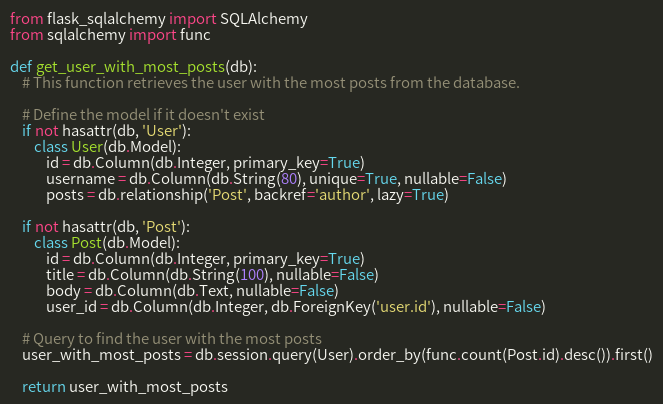 from flask_sqlalchemy import SQLAlchemy
from sqlalchemy import func

def get_user_with_most_posts(db):
    # This function retrieves the user with the most posts from the database.

    # Define the model if it doesn't exist
    if not hasattr(db, 'User'):
        class User(db.Model):
            id = db.Column(db.Integer, primary_key=True)
            username = db.Column(db.String(80), unique=True, nullable=False)
            posts = db.relationship('Post', backref='author', lazy=True)

    if not hasattr(db, 'Post'):
        class Post(db.Model):
            id = db.Column(db.Integer, primary_key=True)
            title = db.Column(db.String(100), nullable=False)
            body = db.Column(db.Text, nullable=False)
            user_id = db.Column(db.Integer, db.ForeignKey('user.id'), nullable=False)

    # Query to find the user with the most posts
    user_with_most_posts = db.session.query(User).order_by(func.count(Post.id).desc()).first()

    return user_with_most_posts